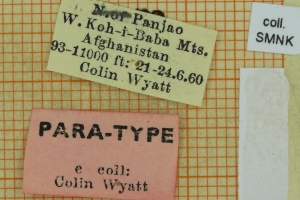 N. of Panjao
W. Koh-i-Baba Mts.
Afghanistan
93-11000 ft: 21-24.6.60
Colin Wyatt
coll.
SMNK
PARA-TYPE
e coll:
Colin Wyatt